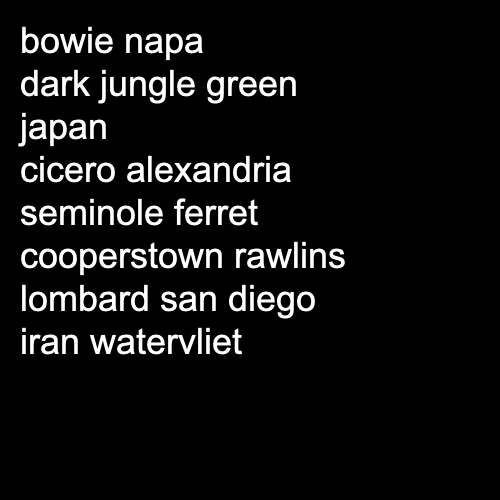 bowie napa
dark jungle green
japan
cicero alexandria
seminole ferret
cooperstown rawlins
lombard san diego
iran watervliet